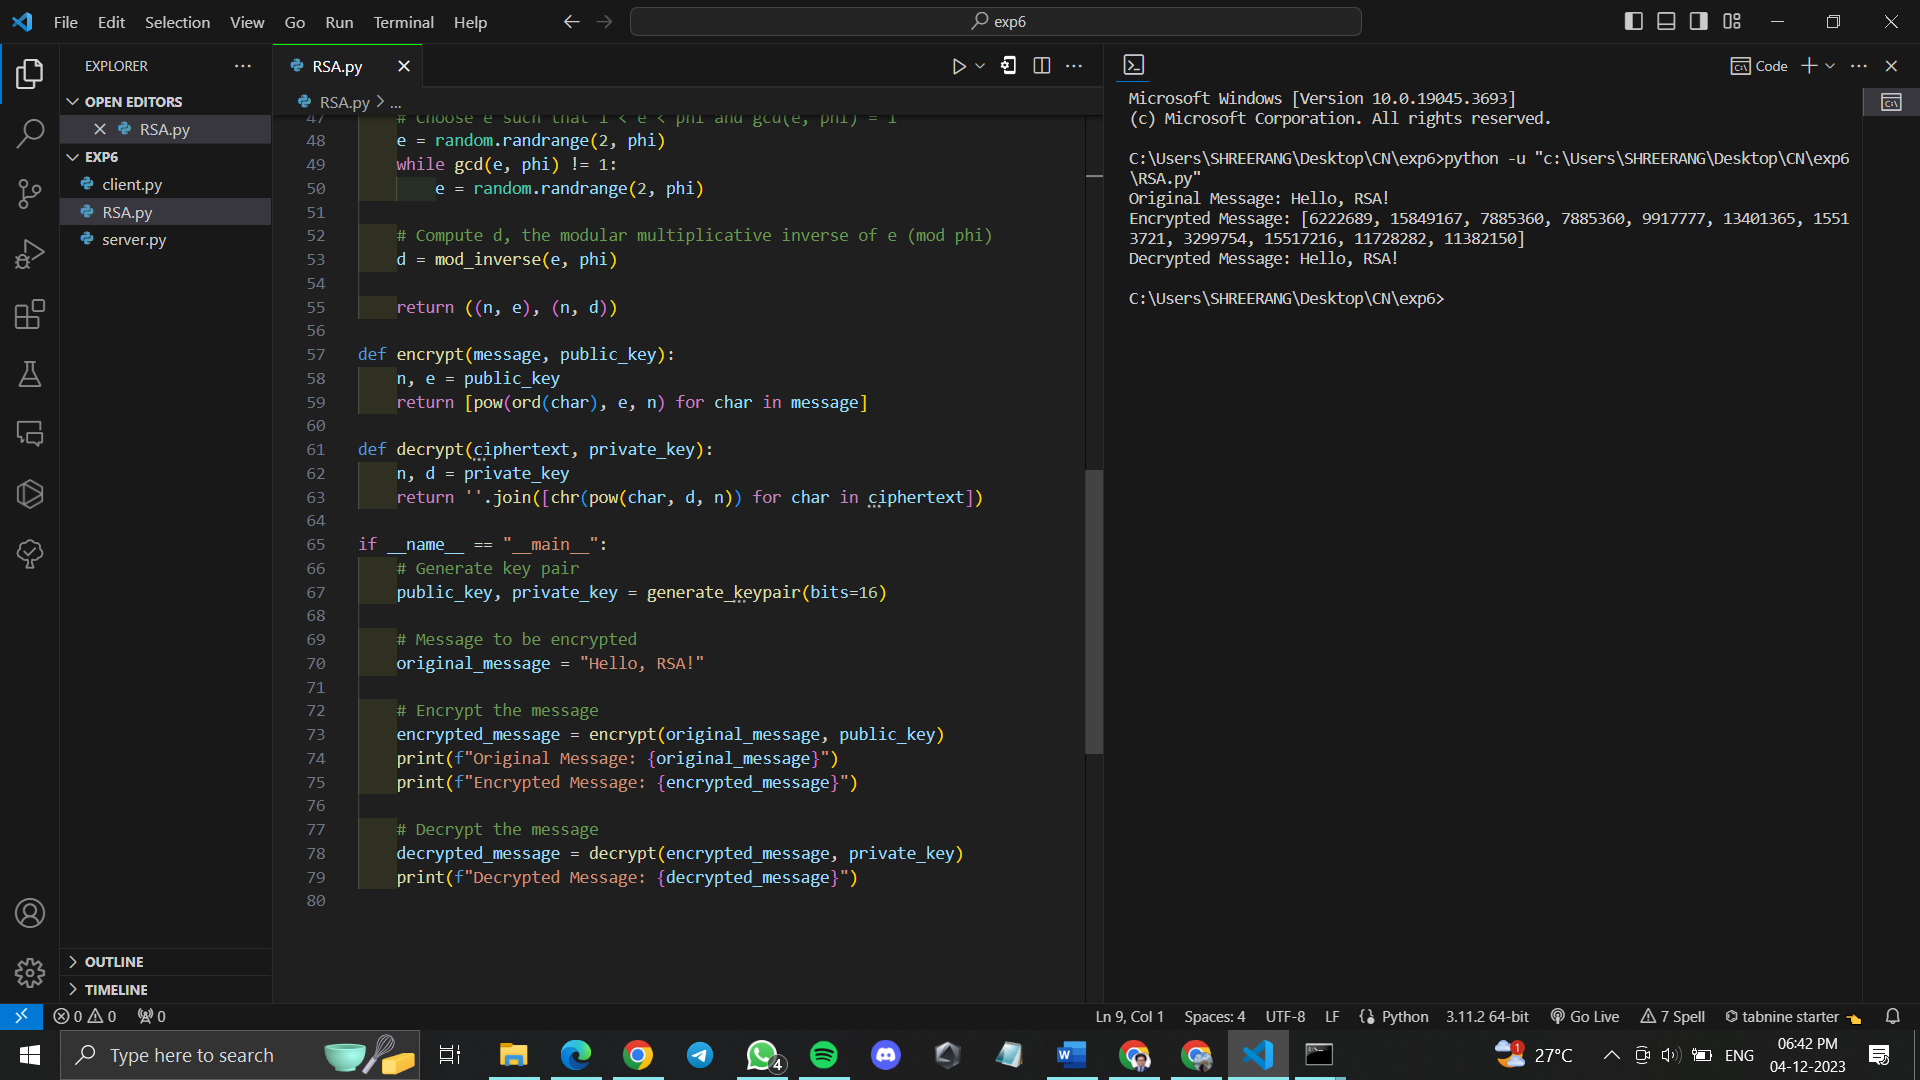 File Edit Selection View Go Run Terminal Help
exp6
EXPLORER
OPEN EDITORS
RSA.py
EXP6
client.py
RSA.py
server.py
OUTLINE
TIMELINE
RSA.py
RSA.py > ...
47 # Choose e such that 1 < e < phi and gcd(e, phi) = 1
48 e = random.randrange(2, phi)
49 while gcd(e, phi) != 1:
50 e = random.randrange(2, phi)
51
52 # Compute d, the modular multiplicative inverse of e (mod phi)
53 d = mod_inverse(e, phi)
54
55 return ((n, e), (n, d))
56
57 def encrypt(message, public_key):
58 n, e = public_key
59 return [pow(ord(char), e, n) for char in message]
60
61 def decrypt(ciphertext, private_key):
62 n, d = private_key
63 return ''.join([chr(pow(char, d, n)) for char in ciphertext])
64
65 if __name__ == "__main__":
66 # Generate key pair
67 public_key, private_key = generate_keypair(bits=16)
68
69 # Message to be encrypted
70 original_message = "Hello, RSA!"
71
72 # Encrypt the message
73 encrypted_message = encrypt(original_message, public_key)
74 print(f"Original Message: {original_message}")
75 print(f"Encrypted Message: {encrypted_message}")
76
77 # Decrypt the message
78 decrypted_message = decrypt(encrypted_message, private_key)
79 print(f"Decrypted Message: {decrypted_message}")
80
Code
Microsoft Windows [Version 10.0.19045.3693]
(c) Microsoft Corporation. All rights reserved.
C:\Users\SHREERANG\Desktop\CN\exp6>python -u "c:\Users\SHREERANG\Desktop\CN\exp6
\RSA.py"
Original Message: Hello, RSA!
Encrypted Message: [6222689, 15849167, 7885360, 7885360, 9917777, 13401365, 1551
3721, 3299754, 15517216, 11728282, 11382150]
Decrypted Message: Hello, RSA!
C:\Users\SHREERANG\Desktop\CN\exp6>
0 0 0
Ln 9, Col 1 Spaces: 4 UTF-8 LF Python 3.11.2 64-bit Go Live 7 Spell tabnine starter
Type here to search
4
27°C
1
ENG
06:42 PM
04-12-2023